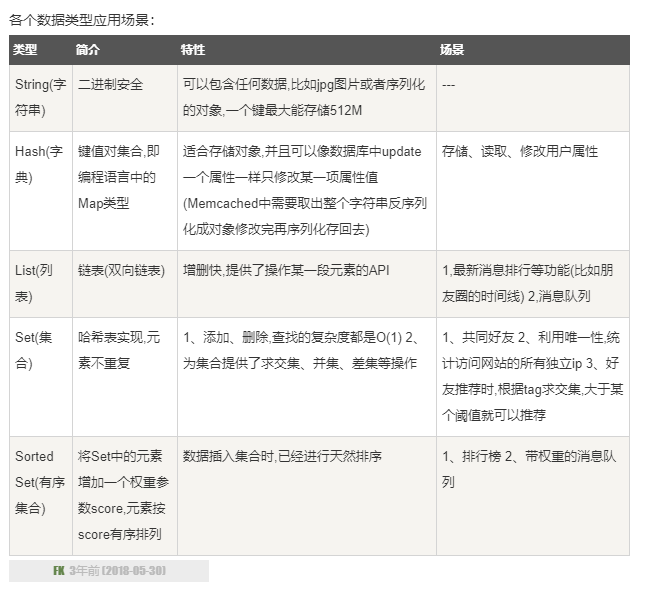 各个数据类型应用场景：
类型 简介 特性 场景
String(字 二进制安全 可以包含任何数据,比如jpg图片或者序列化 ---
符串) 的对象,一个键最大能存储512M
Hash(字 键值对集合,即 适合存储对象,并且可以像数据库中update 存储、读取、修改用户属性
典) 编程语言中的 一个属性一样只修改某一项属性值
Map类型 (Memcached中需要取出整个字符串反序列
化成对象修改完再序列化存回去)
List(列 链表(双向链表) 增删快,提供了操作某一段元素的API 1,最新消息排行等功能(比如朋
表) 友圈的时间线) 2,消息队列
Set(集 哈希表实现,元 1、添加、删除,查找的复杂度都是O(1) 2、 1、共同好友 2、利用唯一性,统
合) 素不重复 为集合提供了求交集、并集、差集等操作 计访问网站的所有独立ip 3、好
友推荐时,根据tag求交集,大于某
个阈值就可以推荐
Sorted 将Set中的元素 数据插入集合时,已经进行天然排序 1、排行榜 2、带权重的消息队
Set(有序 增加一个权重参 列
集合) 数score,元素按
score有序排列
FK 3年前 (2018-05-30)